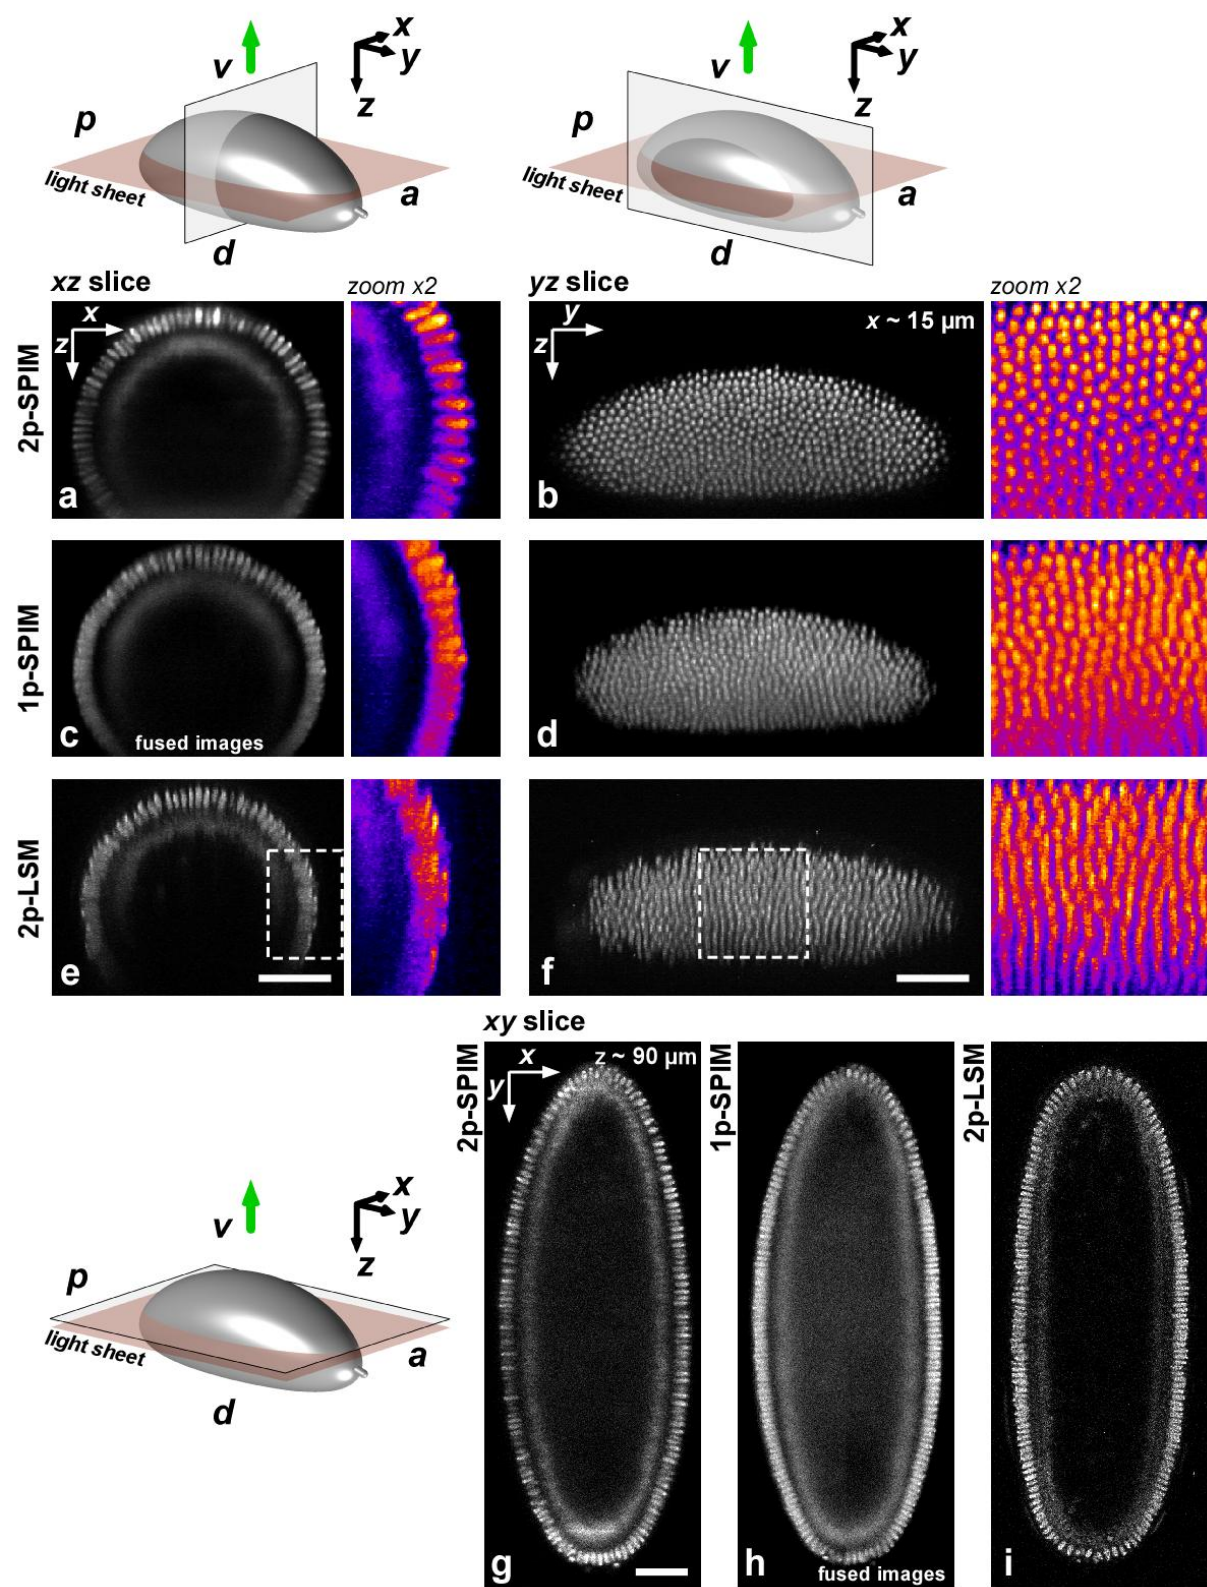 x
y
z
v
p
light sheet
a
d
x
y
z
v
p
light sheet
a
d
xz slice
zoom x2
yz slice
zoom x2
2p-SPIM
x
z
a
y
z
x ~ 15 µm
b
1p-SPIM
c
fused images
d
2p-LSM
e
f
xy slice
2p-SPIM
x
y
z ~ 90 µm
g
1p-SPIM
h
fused images
2p-LSM
i
x
y
z
v
p
light sheet
a
d